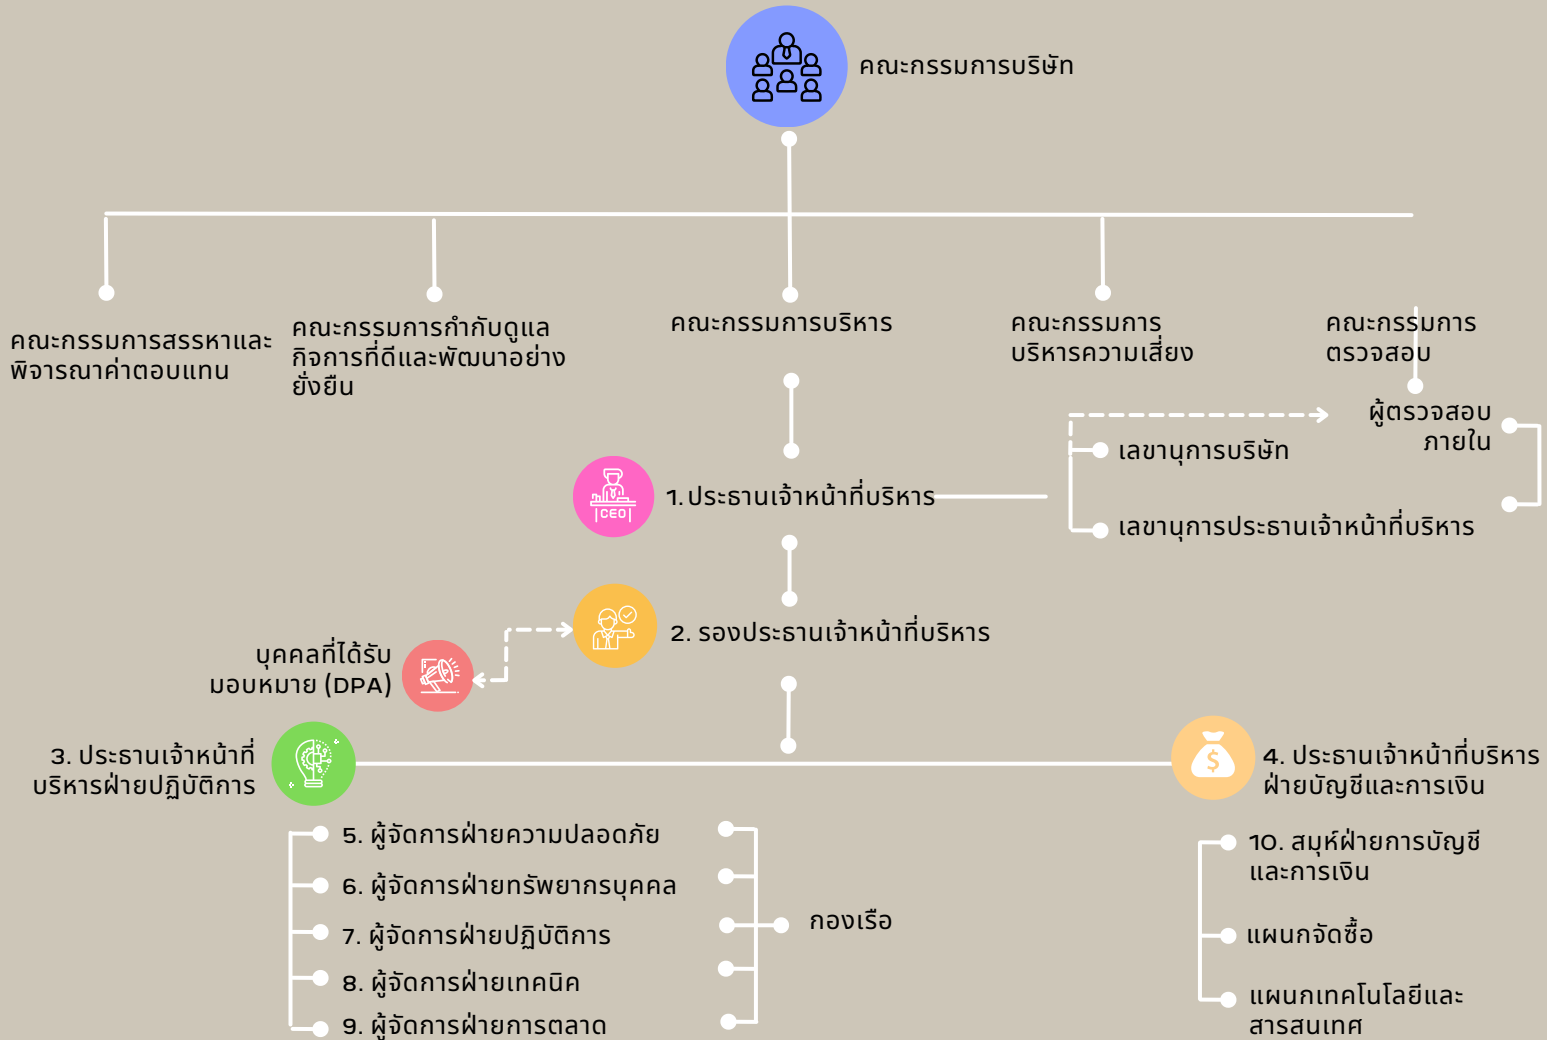 คณะกรรมการบริษัท
คณะกรรมการสรรหาและ
พิจารณาค่าตอบแทน
คณะกรรมการกำกับดูแล
กิจการที่ดีและพัฒนาอย่าง
ยั่งยืน
คณะกรรมการบริหาร
คณะกรรมการ
บริหารความเสี่ยง
คณะกรรมการ
ตรวจสอบ
ผู้ตรวจสอบ
ภายใน
เลขานุการบริษัท
CEO
1.ประธานเจ้าหน้าที่บริหาร
เลขานุการประธานเจ้าหน้าที่บริหาร
2. รองประธานเจ้าหน้าที่บริหาร
บุคคลที่ได้รับ
มอบหมาย (DPA)
3. ประธานเจ้าหน้าที่
บริหารฝ่ายปฏิบัติการ
$
4. ประธานเจ้าหน้าที่บริหาร
ฝ่ายบัญชีและการเงิน
5. ผู้จัดการฝ่ายความปลอดภัย
6. ผู้จัดการฝ่ายทรัพยากรบุคคล
7. ผู้จัดการฝ่ายปฏิบัติการ
8. ผู้จัดการฝ่ายเทคนิค
9. ผู้จัดการฝ่ายการตลาด
กองเรือ
10. สมุห์ฝ่ายการบัญชี
และการเงิน
แผนกจัดซื้อ
แผนกเทคโนโลยีและ
สารสนเทศ